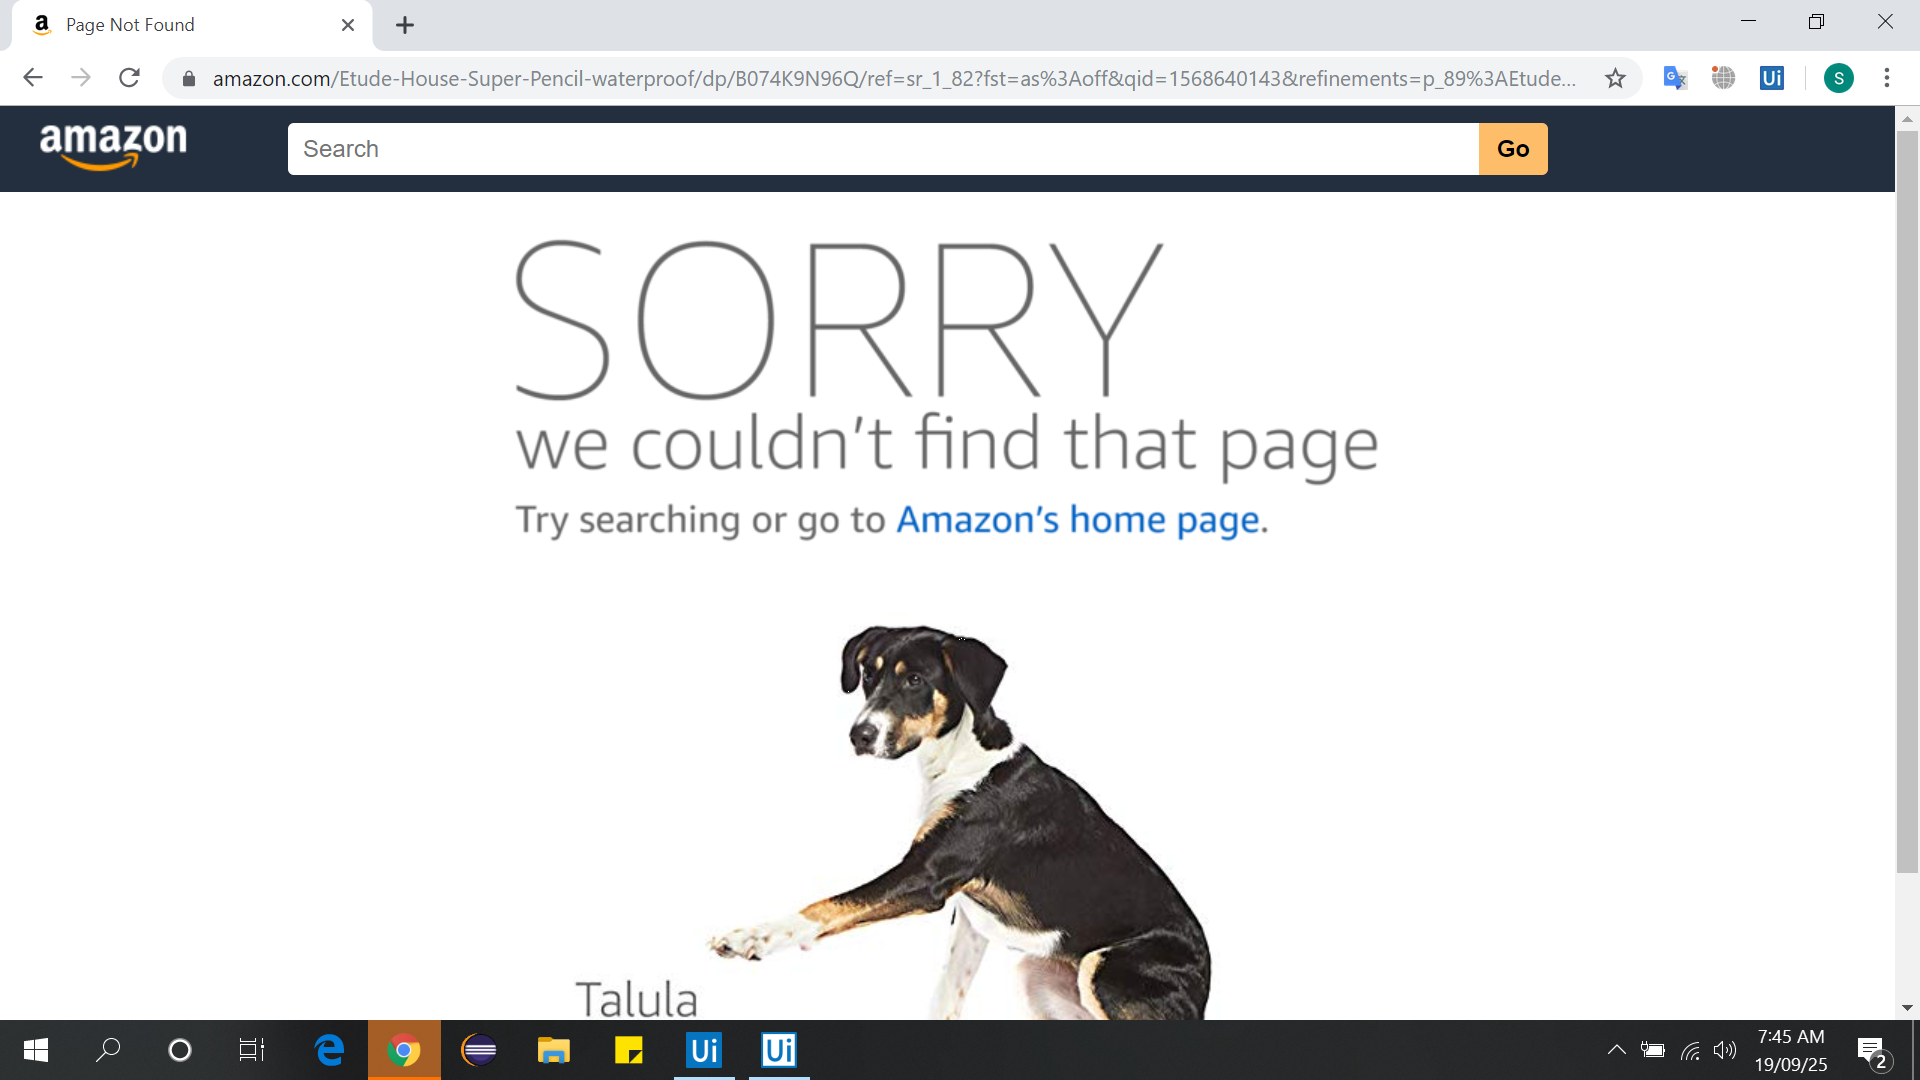 Page Not Found
amazon.com/Etude-House-Super-Pencil-waterproof/dp/B074K9N96Q/ref=sr_1_82?fst=as%3Aoff&qid=1568640143&refinements=p_89%3AEtude...
Ui
S
amazon
Search
Go
SORRY
we couldn't find that page
Try searching or go to Amazon's home page.
Talula
Ui
Ui
7:45 AM
19/09/25
2